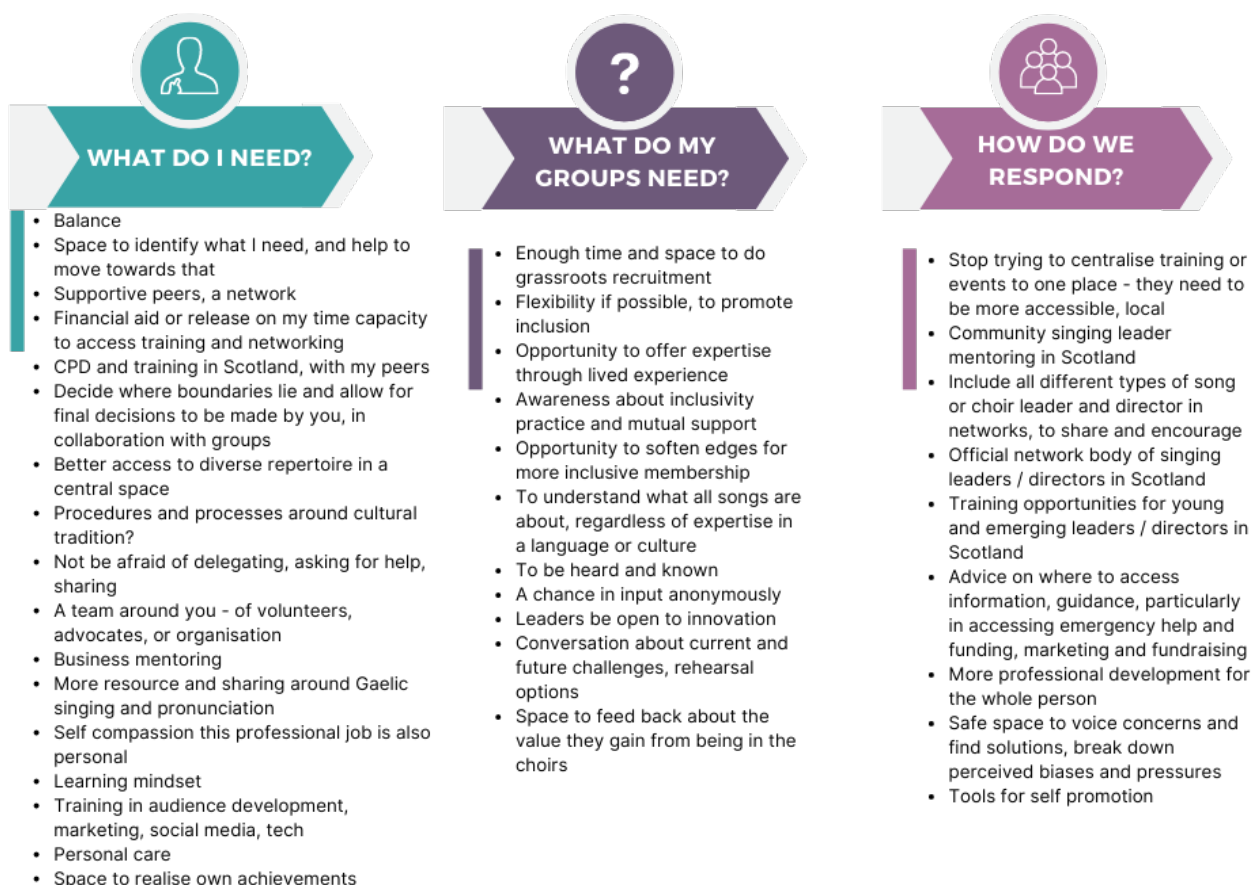 WHAT DO I NEED?
• Balance
• Space to identify what I need, and help to
move towards that
• Supportive peers, a network
• Financial aid or release on my time capacity
to access training and networking
• CPD and training in Scotland, with my peers
• Decide where boundaries lie and allow for
final decisions to be made by you, in
collaboration with groups
• Better access to diverse repertoire in a
central space
• Procedures and processes around cultural
tradition?
• Not be afraid of delegating, asking for help,
sharing
• A team around you - of volunteers,
advocates, or organisation
• Business mentoring
• More resource and sharing around Gaelic
singing and pronunciation
• Self compassion this professional job is also
personal
• Learning mindset
• Training in audience development,
marketing, social media, tech
• Personal care
• Space to realise own achievements
?
WHAT DO MY
GROUPS NEED?
• Enough time and space to do
grassroots recruitment
• Flexibility if possible, to promote
inclusion
• Opportunity to offer expertise
through lived experience
• Awareness about inclusivity
practice and mutual support
• Opportunity to soften edges for
more inclusive membership
• To understand what all songs are
about, regardless of expertise in
a language or culture
• To be heard and known
• A chance in input anonymously
• Leaders be open to innovation
• Conversation about current and
future challenges, rehearsal
options
• Space to feed back about the
value they gain from being in the
choirs
HOW DO WE
RESPOND?
• Stop trying to centralise training or
events to one place - they need to
be more accessible, local
• Community singing leader
mentoring in Scotland
• Include all different types of song
or choir leader and director in
networks, to share and encourage
• Official network body of singing
leaders / directors in Scotland
• Training opportunities for young
and emerging leaders / directors in
Scotland
• Advice on where to access
information, guidance, particularly
in accessing emergency help and
funding, marketing and fundraising
• More professional development for
the whole person
• Safe space to voice concerns and
find solutions, break down
perceived biases and pressures
• Tools for self promotion